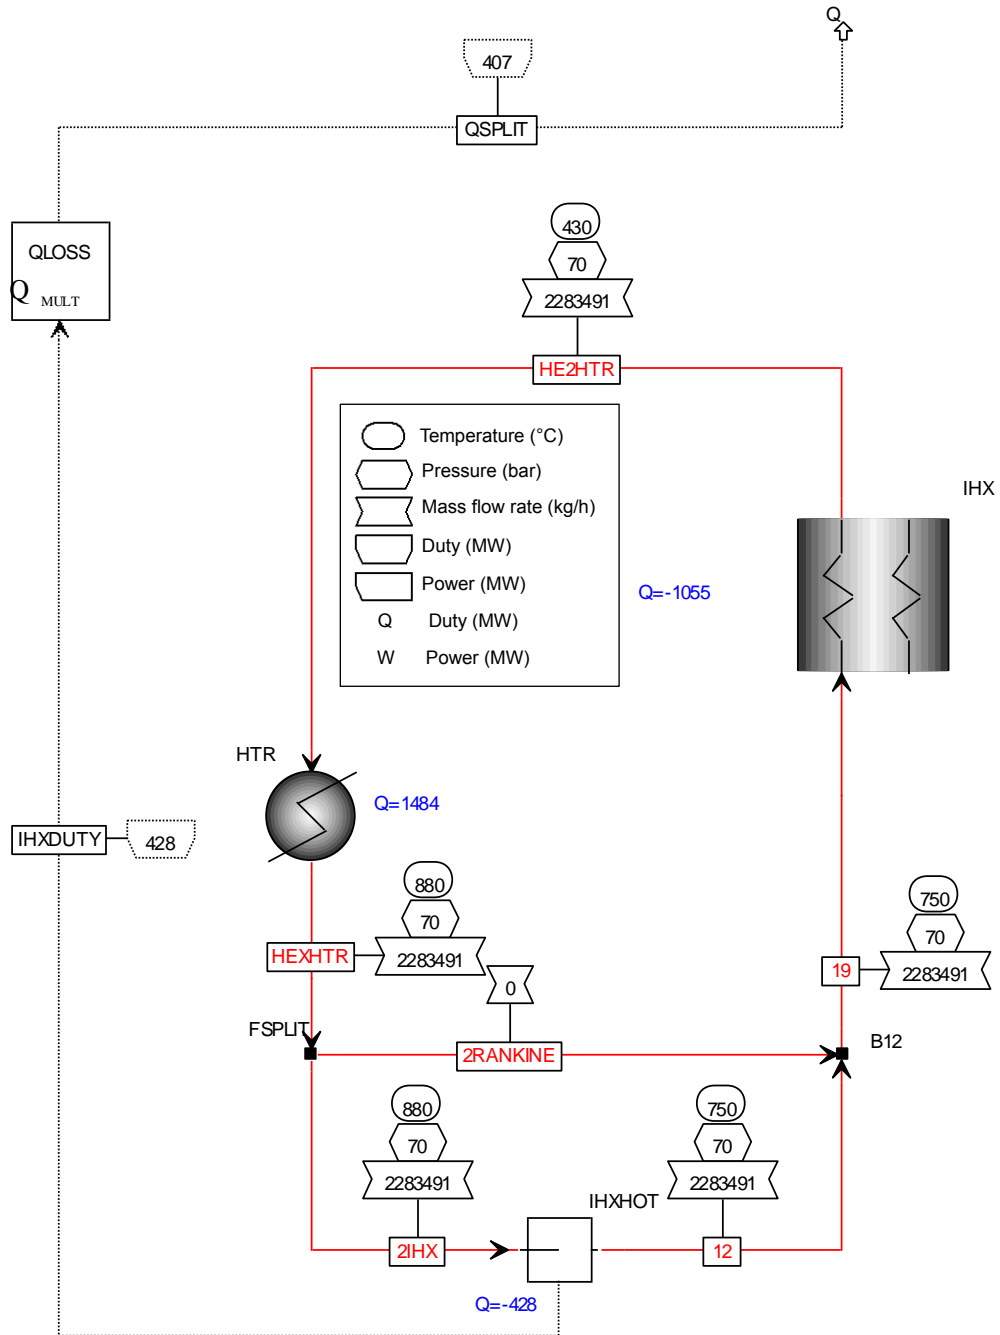 Q
407
QSPLIT
QLOSS
Q MULT
430
70
2283491
HE2HTR
Temperature (°C)
Pressure (bar)
Mass flow rate (kg/h)
Duty (MW)
Power (MW)
Q Duty (MW)
W Power (MW)
IHX
Q=-1055
HTR
Q=1484
IHXDUTY
428
880
70
2283491
HEXHTR
0
750
70
2283491
19
FSPLIT
2RANKINE
B12
880
70
2283491
2IHX
750
70
2283491
12
IHXHOT
Q=-428